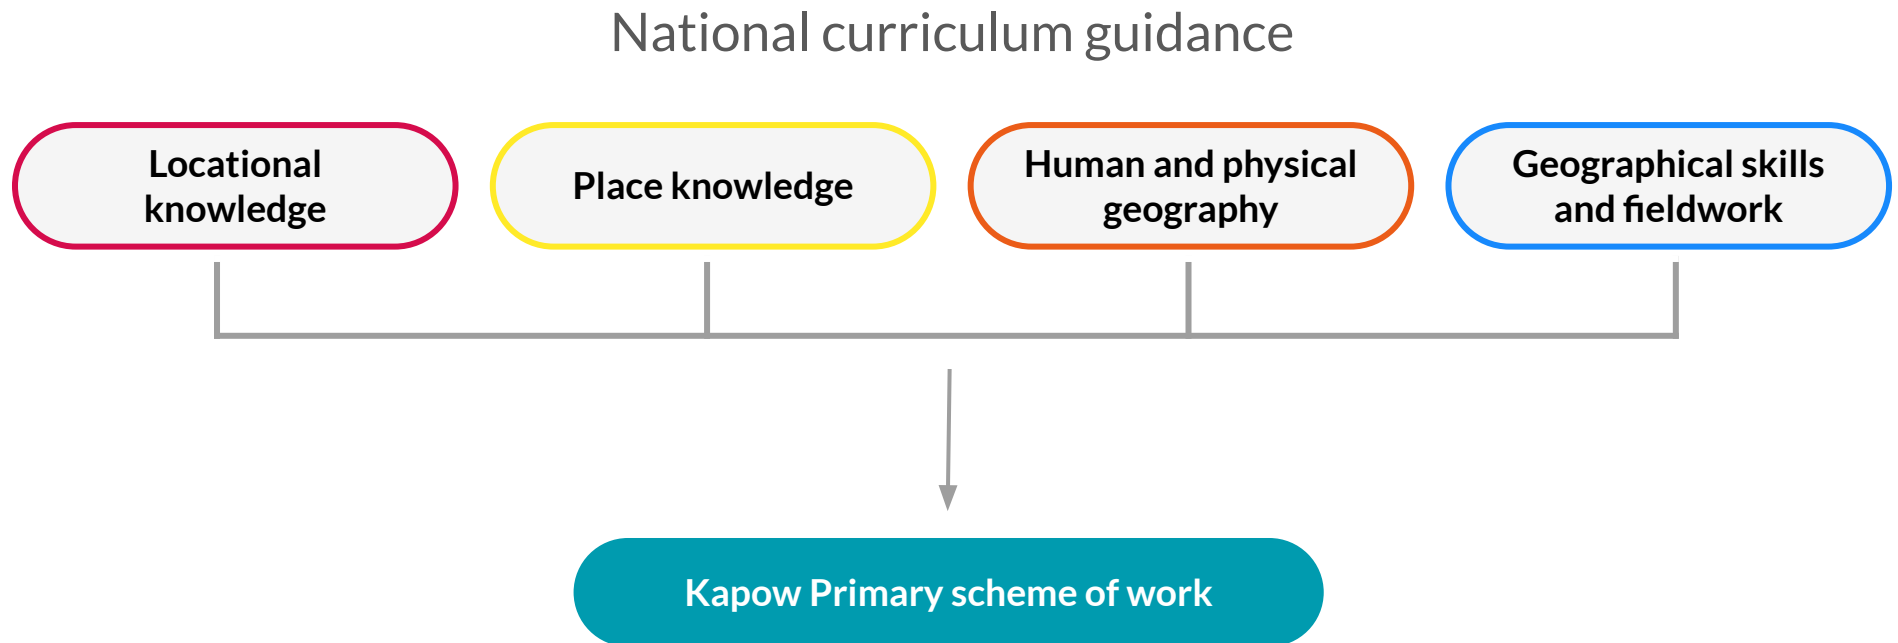 National curriculum guidance
Locational
knowledge
Place knowledge
Human and physical
geography
Geographical skills
and fieldwork
Kapow Primary scheme of work